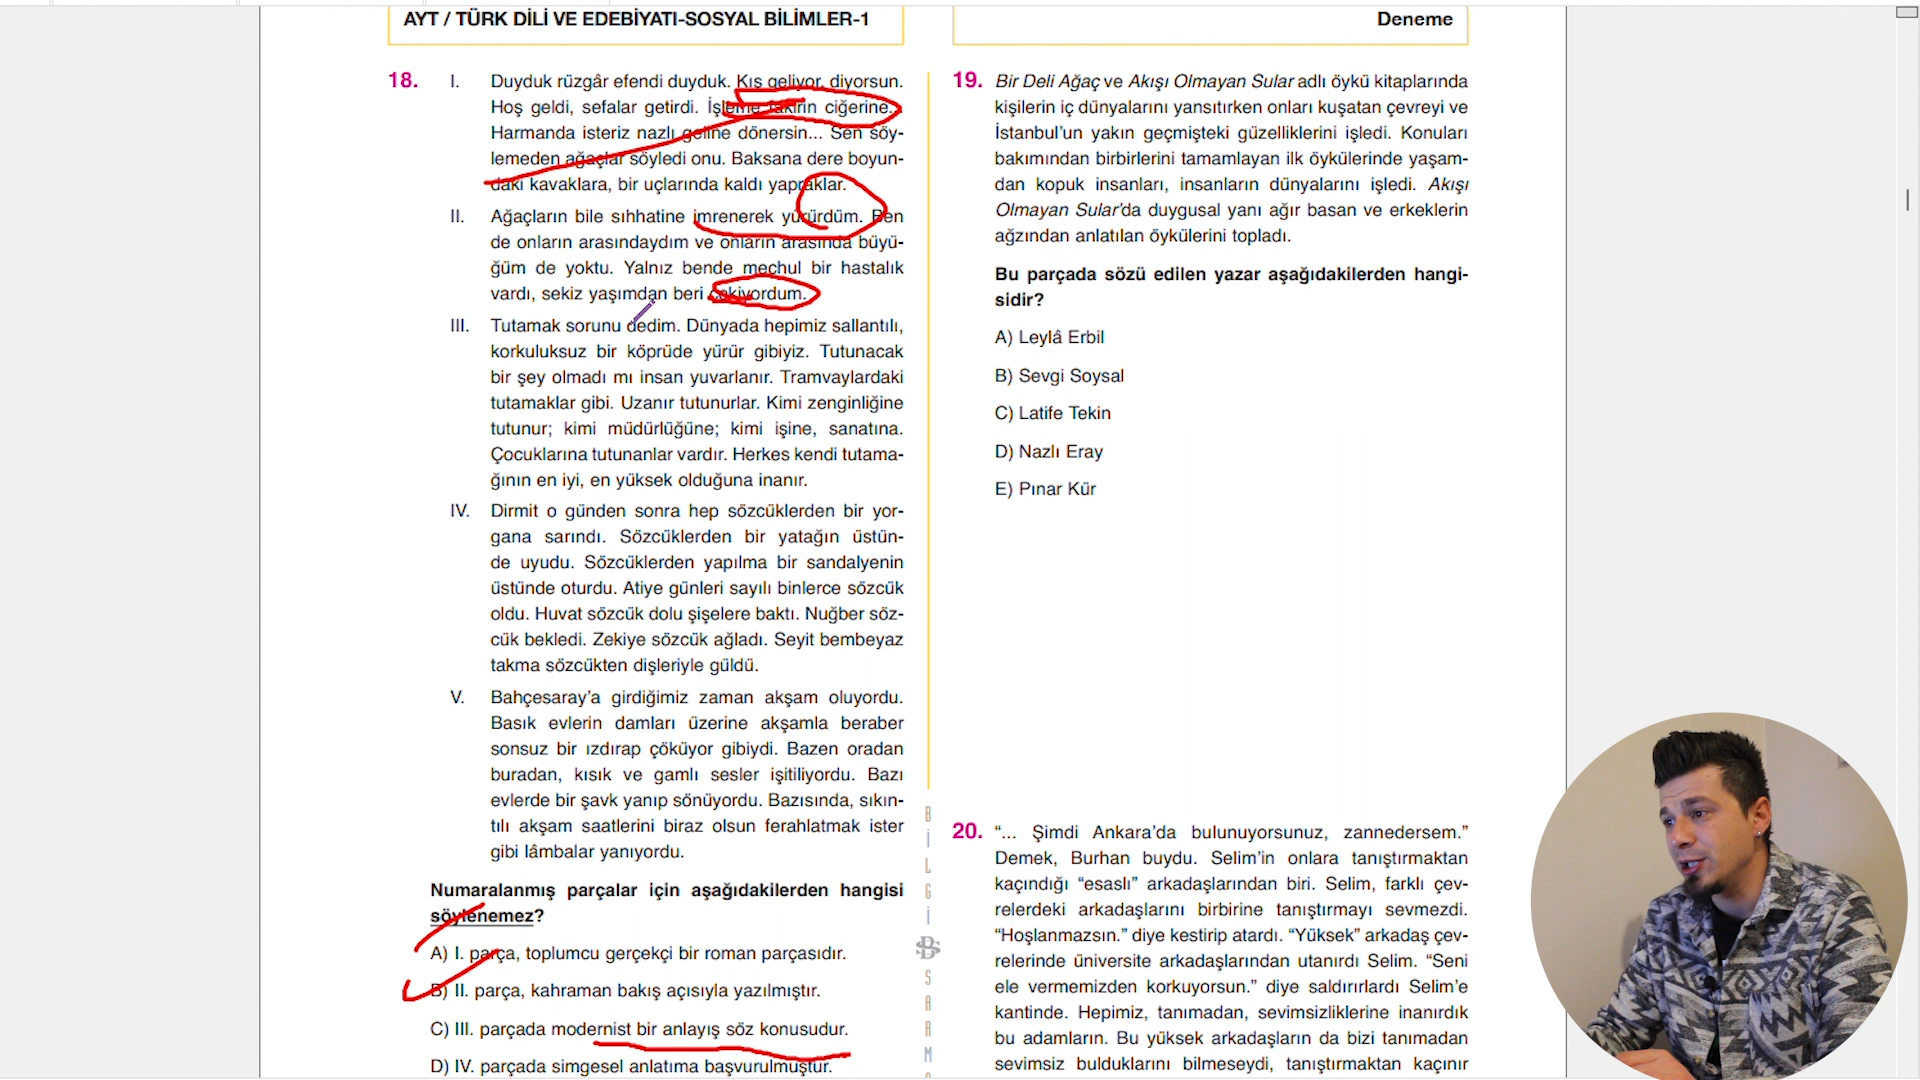 AYT / TÜRK DİLİ VE EDEBİYATI-SOSYAL BİLİMLER-1
Deneme
18.
I. Duyduk rüzgâr efendi duyduk. Kış geliyor, diyorsun.
Hoş geldi, sefalar getirdi. İşleme fakirin ciğerine.
Harmanda isteriz nazlı geline dönersin... Sen söy-
lemeden ağaçlar söyledi onu. Baksana dere boyun-
daki kavaklara, bir uçlarında kaldı yapraklar.
II. Ağaçların bile sıhhatine imrenerek yürürdüm. Ben
de onların arasındaydım ve onların arasında büyü-
ğüm de yoktu. Yalnız bende meçhul bir hastalık
vardı, sekiz yaşımdan beri çekiyordum.
III. Tutamak sorunu dedim. Dünyada hepimiz sallantılı,
korkuluksuz bir köprüde yürür gibiyiz. Tutunacak
bir şey olmadı mı insan yuvarlanır. Tramvaylardaki
tutamaklar gibi. Uzanır tutunurlar. Kimi zenginliğine
tutunur; kimi müdürlüğüne; kimi işine, sanatına.
Çocuklarına tutunanlar vardır. Herkes kendi tutama-
ğının en iyi, en yüksek olduğuna inanır.
IV. Dirmit o günden sonra hep sözcüklerden bir yor-
gana sarındı. Sözcüklerden bir yatağın üstün-
de uyudu. Sözcüklerden yapılma bir sandalyenin
üstünde oturdu. Atiye günleri sayılı binlerce sözcük
oldu. Huvat sözcük dolu şişelere baktı. Nuğber söz-
cük bekledi. Zekiye sözcük ağladı. Seyit bembeyaz
takma sözcükten dişleriyle güldü.
V. Bahçesaray'a girdiğimiz zaman akşam oluyordu.
Basık evlerin damları üzerine akşamla beraber
sonsuz bir ızdırap çöküyor gibiydi. Bazen oradan
buradan, kısık ve gamlı sesler işitiliyordu. Bazı
evlerde bir şavk yanıp sönüyordu. Bazısında, sıkın-
tılı akşam saatlerini biraz olsun ferahlatmak ister
gibi lâmbalar yanıyordu.
Numaralanmış parçalar için aşağıdakilerden hangisi
söylenemez?
A) I. parça, toplumcu gerçekçi bir roman parçasıdır.
B) II. parça, kahraman bakış açısıyla yazılmıştır.
C) III. parçada modernist bir anlayış söz konusudur.
D) IV. parçada simgesel anlatıma başvurulmuştur.
BİLGİ
SARMA
19. Bir Deli Ağaç ve Akışı Olmayan Sular adlı öykü kitaplarında
kişilerin iç dünyalarını yansıtırken onları kuşatan çevreyi ve
İstanbul'un yakın geçmişteki güzelliklerini işledi. Konuları
bakımından birbirlerini tamamlayan ilk öykülerinde yaşam-
dan kopuk insanları, insanların dünyalarını işledi. Akışı
Olmayan Sular'da duygusal yanı ağır basan ve erkeklerin
ağzından anlatılan öykülerini topladı.
Bu parçada sözü edilen yazar aşağıdakilerden hangi-
sidir?
A) Leylâ Erbil
B) Sevgi Soysal
C) Latife Tekin
D) Nazlı Eray
E) Pınar Kür
20. "... Şimdi Ankara'da bulunuyorsunuz, zannedersem."
Demek, Burhan buydu. Selim'in onlara tanıştırmaktan
kaçındığı "esaslı" arkadaşlarından biri. Selim, farklı çev-
relerdeki arkadaşlarını birbirine tanıştırmayı sevmezdi.
"Hoşlanmazsın." diye kestirip atardı. "Yüksek" arkadaş çev-
relerinde üniversite arkadaşlarından utanırdı Selim. "Seni
ele vermemizden korkuyorsun." diye saldırırlardı Selim'e
kantinde. Hepimiz, tanımadan, sevimsizliklerine inanırdık
bu adamların. Bu yüksek arkadaşların da bizi tanımadan
sevimsiz bulduklarını bilmeseydi, tanıştırmaktan kaçınır